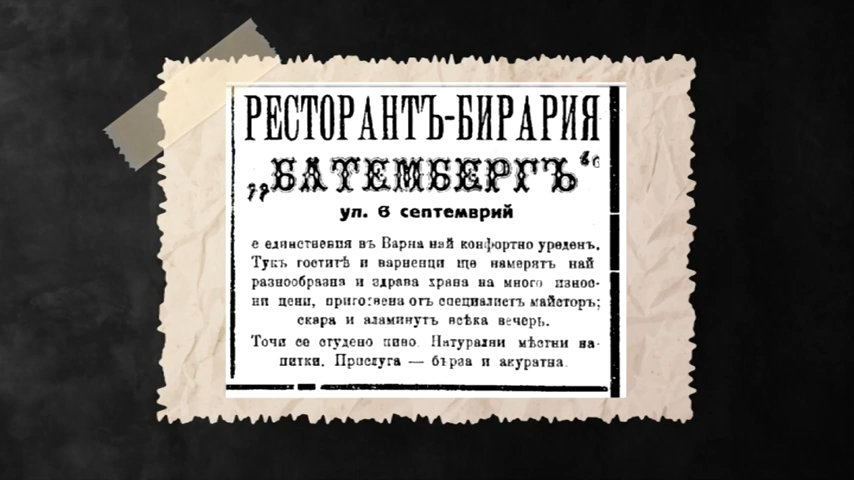 РЕСТОРАНТЪ-БИРАРИЯ
„БАТЕМБЕРГЪ“
ул. 6 септемврий
е единствения въ Варна най конфортно уреденъ.
Тукъ гоститѣ и варненци ще намерятъ най
разнообразна и здрава храна на много износ-
ни цени, приготвена отъ специалистъ майсторъ;
скара и аламинутъ всѣка вечерь.
Точи се студено пиво. Натурални мѣстни на-
питки. Прислуга — бърза и акуратна.